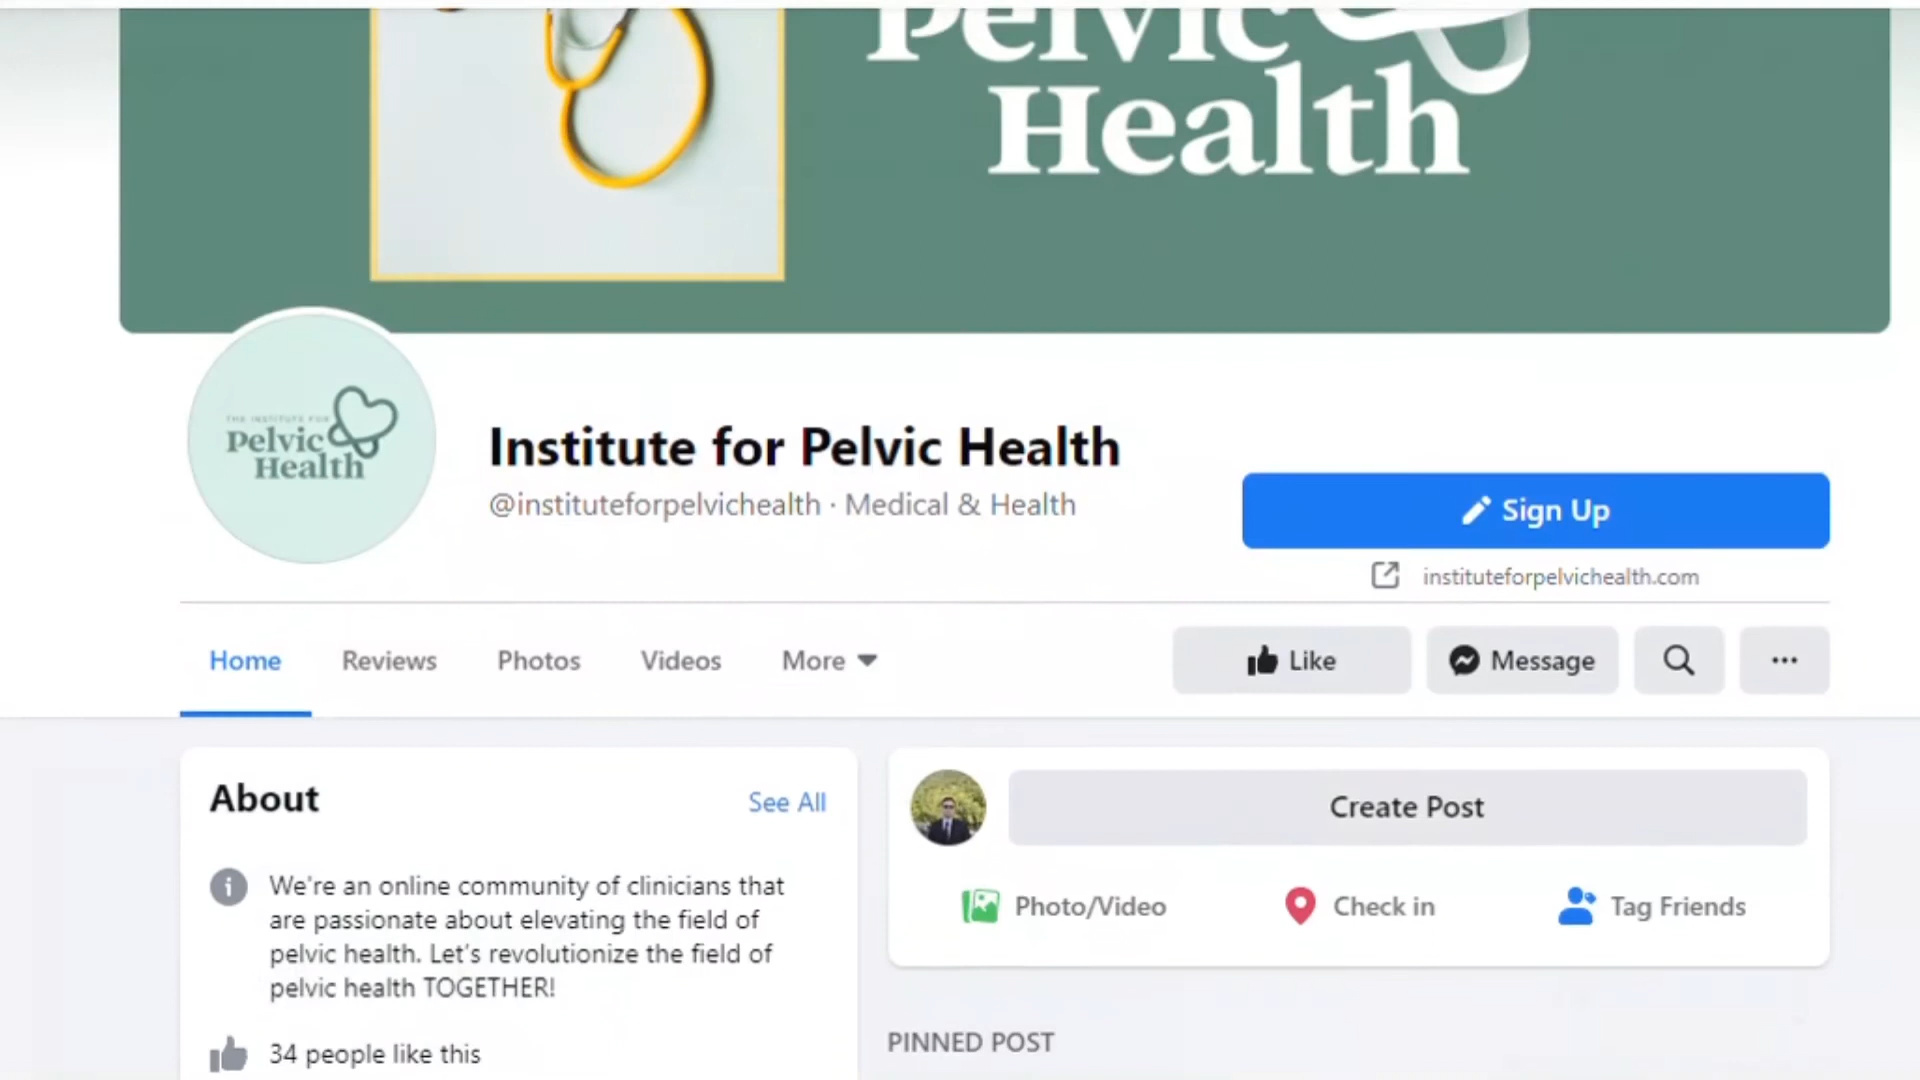 Pelvic
Health
THE INSTITUTE FOR
Pelvic
Health
Institute for Pelvic Health
@instituteforpelvichealth · Medical & Health
Sign Up
instituteforpelvichealth.com
Home Reviews Photos Videos More
Like Message
About See All
We're an online community of clinicians that
are passionate about elevating the field of
pelvic health. Let's revolutionize the field of
pelvic health TOGETHER!
34 people like this
Create Post
Photo/Video Check in Tag Friends
PINNED POST